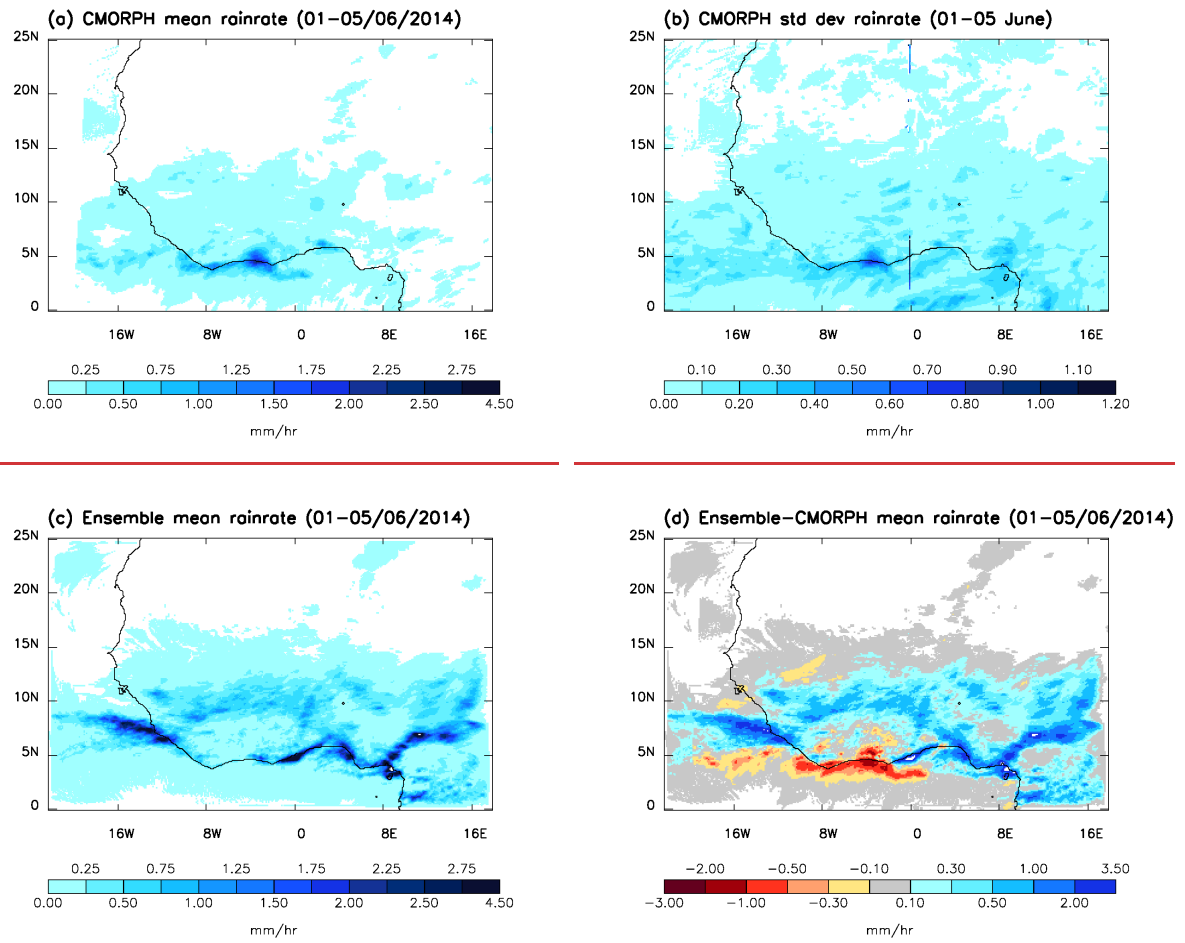 (a) CMORPH mean rainrate (01-05/06/2014)
25N
20N
15N
10N
5N
0
16W 8W 0 8E 16E
0.25 0.75 1.25 1.75 2.25 2.75
0.00 0.50 1.00 1.50 2.00 2.50 4.50
mm/hr
(b) CMORPH std dev rainrate (01-05 June)
25N
20N
15N
10N
5N
0
16W 8W 0 8E 16E
0.10 0.30 0.50 0.70 0.90 1.10
0.00 0.20 0.40 0.60 0.80 1.00 1.20
mm/hr
(c) Ensemble mean rainrate (01-05/06/2014)
25N
20N
15N
10N
5N
0
16W 8W 0 8E 16E
0.25 0.75 1.25 1.75 2.25 2.75
0.00 0.50 1.00 1.50 2.00 2.50 4.50
mm/hr
(d) Ensemble-CMORPH mean rainrate (01-05/06/2014)
25N
20N
15N
10N
5N
0
16W 8W 0 8E 16E
-2.00 -0.50 -0.10 0.30 1.00 3.50
-3.00 -1.00 -0.30 0.10 0.50 2.00
mm/hr